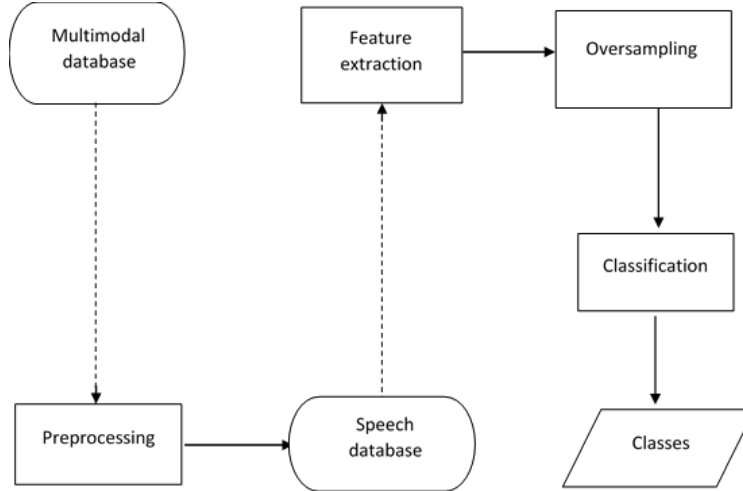 Multimodal
database
Preprocessing
Speech
database
Feature
extraction
Oversampling
Classification
Classes